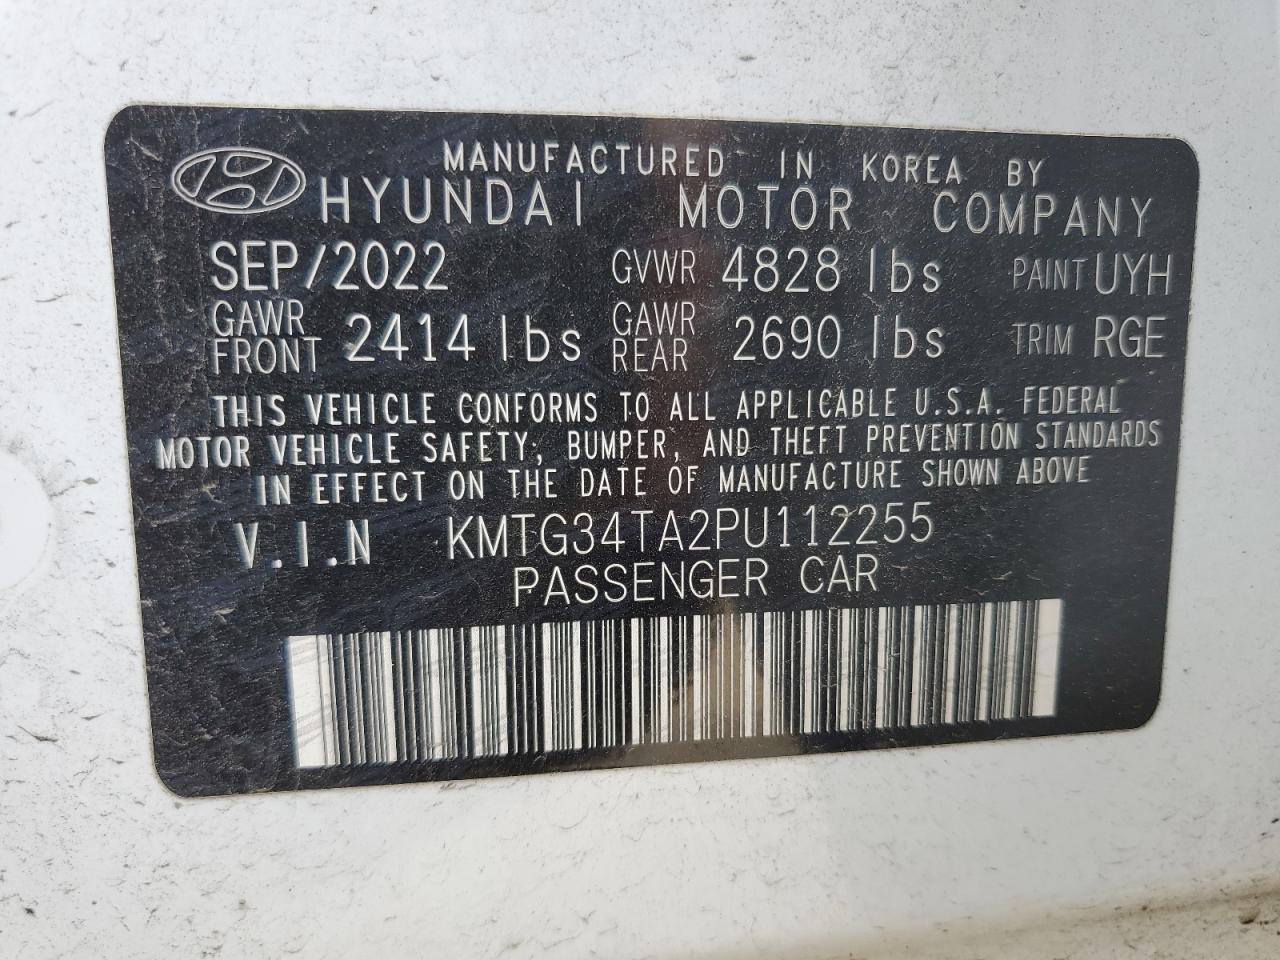 MANUFACTURED IN KOREA BY
HYUNDAI MOTOR COMPANY
SEP/2022 GVWR 4828 lbs PAINT UYH
GAWR FRONT 2414 lbs GAWR REAR 2690 lbs TRIM RGE
THIS VEHICLE CONFORMS TO ALL APPLICABLE U.S.A. FEDERAL
MOTOR VEHICLE SAFETY, BUMPER, AND THEFT PREVENTION STANDARDS
IN EFFECT ON THE DATE OF MANUFACTURE SHOWN ABOVE
V.I.N KMTG34TA2PU112255
PASSENGER CAR